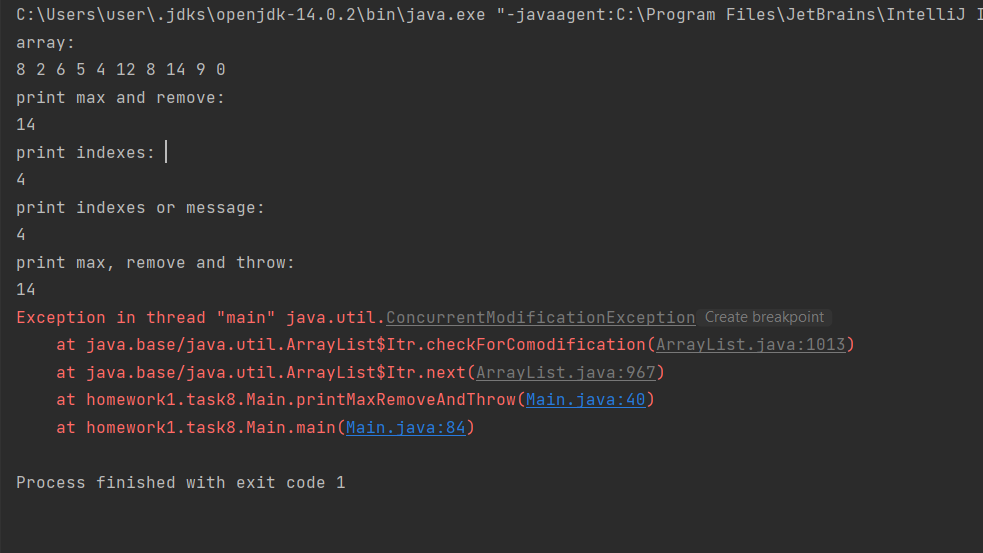 C:\Users\user\.jdks\openjdk-14.0.2\bin\java.exe "-javaagent:C:\Program Files\JetBrains\IntelliJ I
array:
8 2 6 5 4 12 8 14 9 0
print max and remove:
14
print indexes:
4
print indexes or message:
4
print max, remove and throw:
14
Exception in thread "main" java.util.ConcurrentModificationException Create breakpoint
    at java.base/java.util.ArrayList$Itr.checkForComodification(ArrayList.java:1013)
    at java.base/java.util.ArrayList$Itr.next(ArrayList.java:967)
    at homework1.task8.Main.printMaxRemoveAndThrow(Main.java:40)
    at homework1.task8.Main.main(Main.java:84)
Process finished with exit code 1